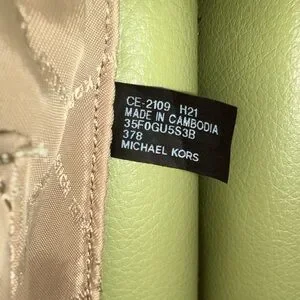 CE-2109 H21
MADE IN CAMBODIA
35F0GU5S3B
378
MICHAEL KORS